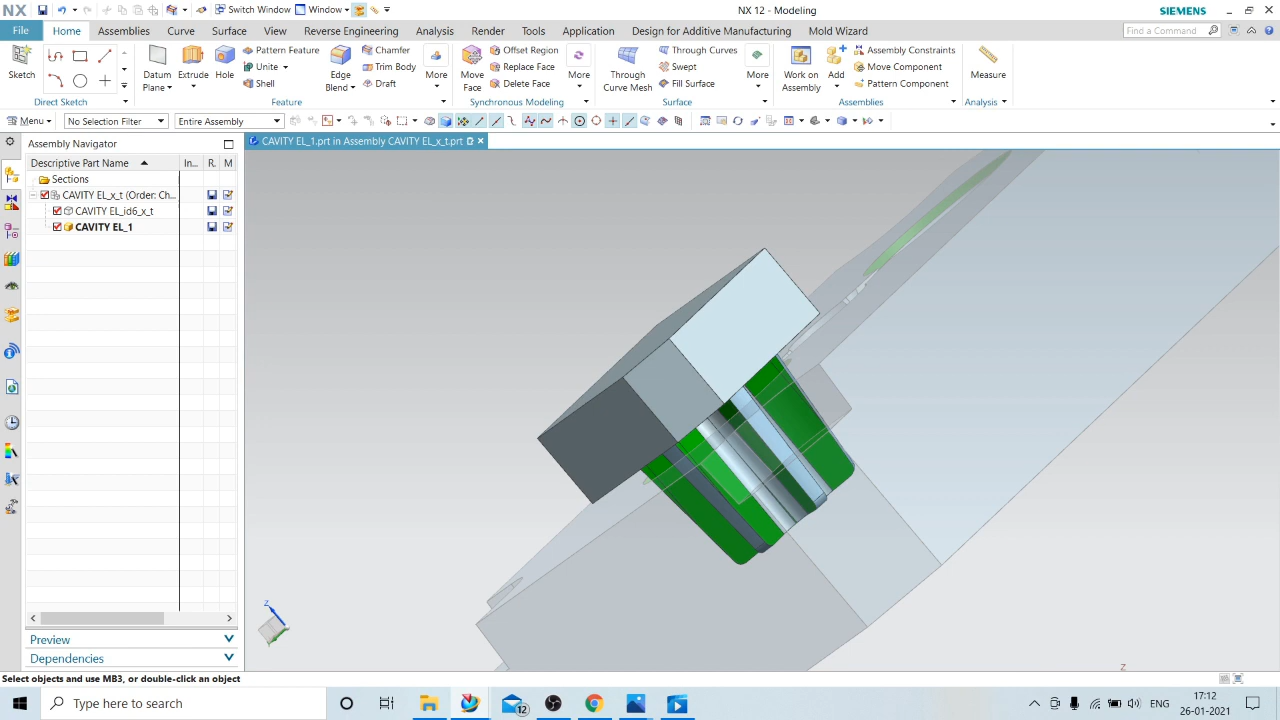 NX
Switch Window
Window
NX 12 - Modeling
SIEMENS
File
Home
Assemblies
Curve
Surface
View
Reverse Engineering
Analysis
Render
Tools
Application
Design for Additive Manufacturing
Mold Wizard
Find a Command
Sketch
Direct Sketch
Datum
Plane
Extrude
Hole
Pattern Feature
Unite
Shell
Edge
Blend
Chamfer
Trim Body
Draft
More
Feature
Move
Face
Offset Region
Replace Face
Delete Face
More
Synchronous Modeling
Through
Curve Mesh
Through Curves
Swept
Fill Surface
More
Surface
Work on
Assembly
Add
Assembly Constraints
Move Component
Pattern Component
Assemblies
Measure
Analysis
Menu
No Selection Filter
Entire Assembly
Assembly Navigator
CAVITY EL_1.prt in Assembly CAVITY EL_x_t.prt
Descriptive Part Name
In...
R.
M
Sections
CAVITY EL_x_t (Order: Ch...
CAVITY EL_id6_x_t
CAVITY EL_1
Z
Z
Preview
Dependencies
Select objects and use MB3, or double-click an object
Type here to search
12
ENG
17:12
26-01-2021